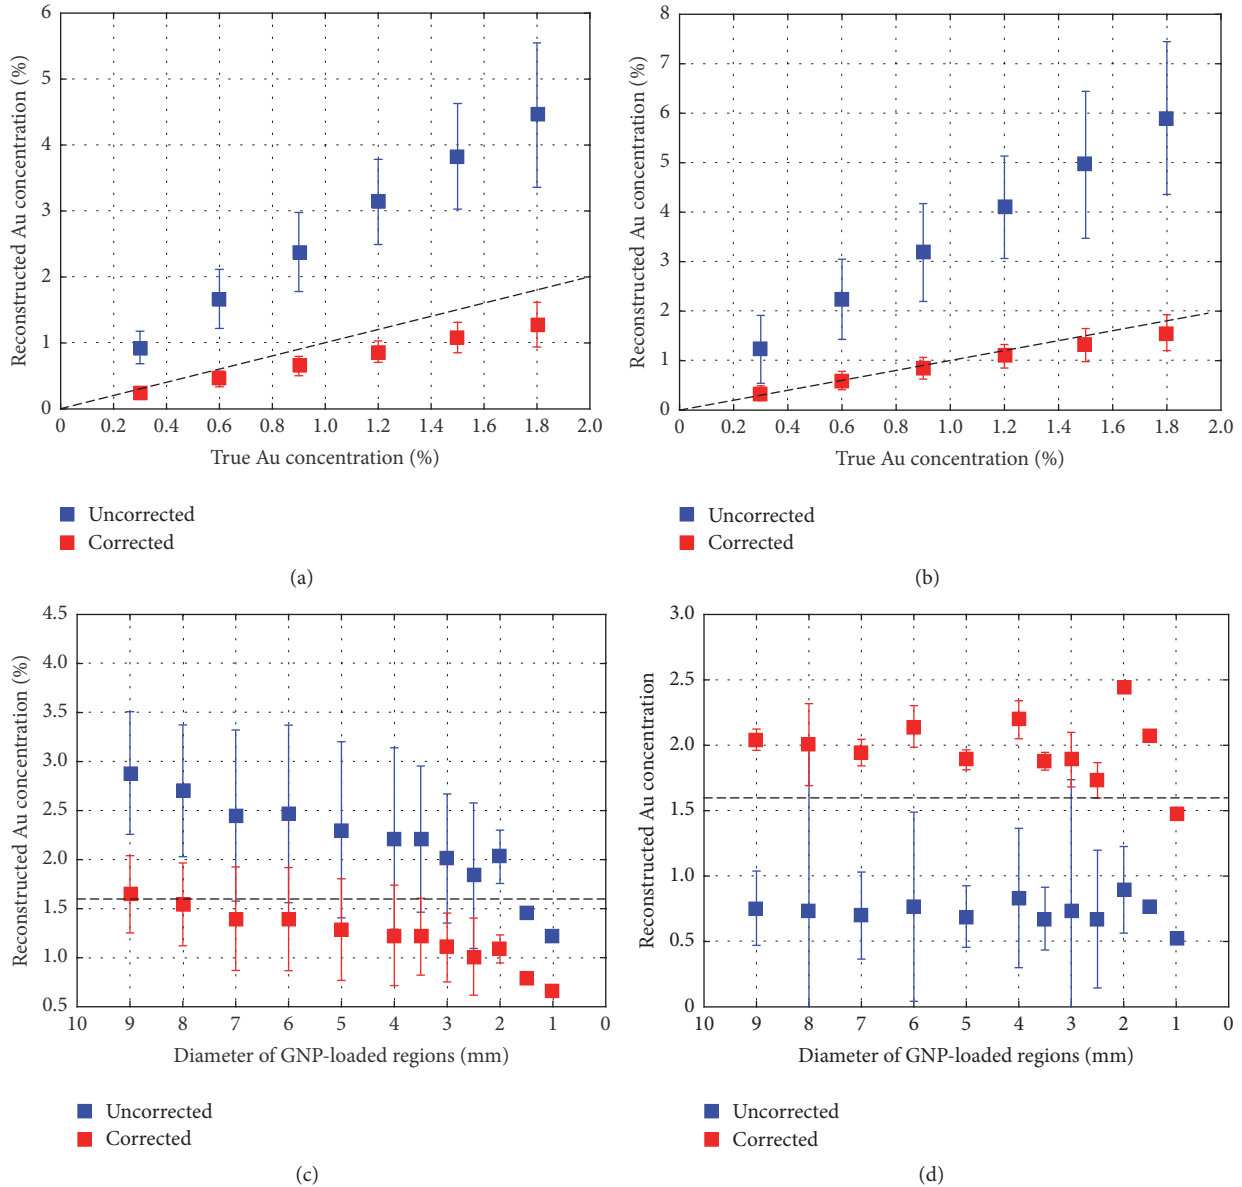 6
5
4
3
2
1
0
Reconstructed Au concentration (%)
0 0.2 0.4 0.6 0.8 1.0 1.2 1.4 1.6 1.8 2.0
True Au concentration (%)
Uncorrected
Corrected
(a)
8
7
6
5
4
3
2
1
0
Reconstructed Au concentration (%)
0 0.2 0.4 0.6 0.8 1.0 1.2 1.4 1.6 1.8 2.0
True Au concentration (%)
Uncorrected
Corrected
(b)
4.5
4.0
3.5
3.0
2.5
2.0
1.5
1.0
0.5
Reconstructed Au concentration (%)
10 9 8 7 6 5 4 3 2 1 0
Diameter of GNP-loaded regions (mm)
Uncorrected
Corrected
(c)
3.0
2.5
2.0
1.5
1.0
0.5
0
Reconstructed Au concentration
10 9 8 7 6 5 4 3 2 1 0
Diameter of GNP-loaded regions (mm)
Uncorrected
Corrected
(d)